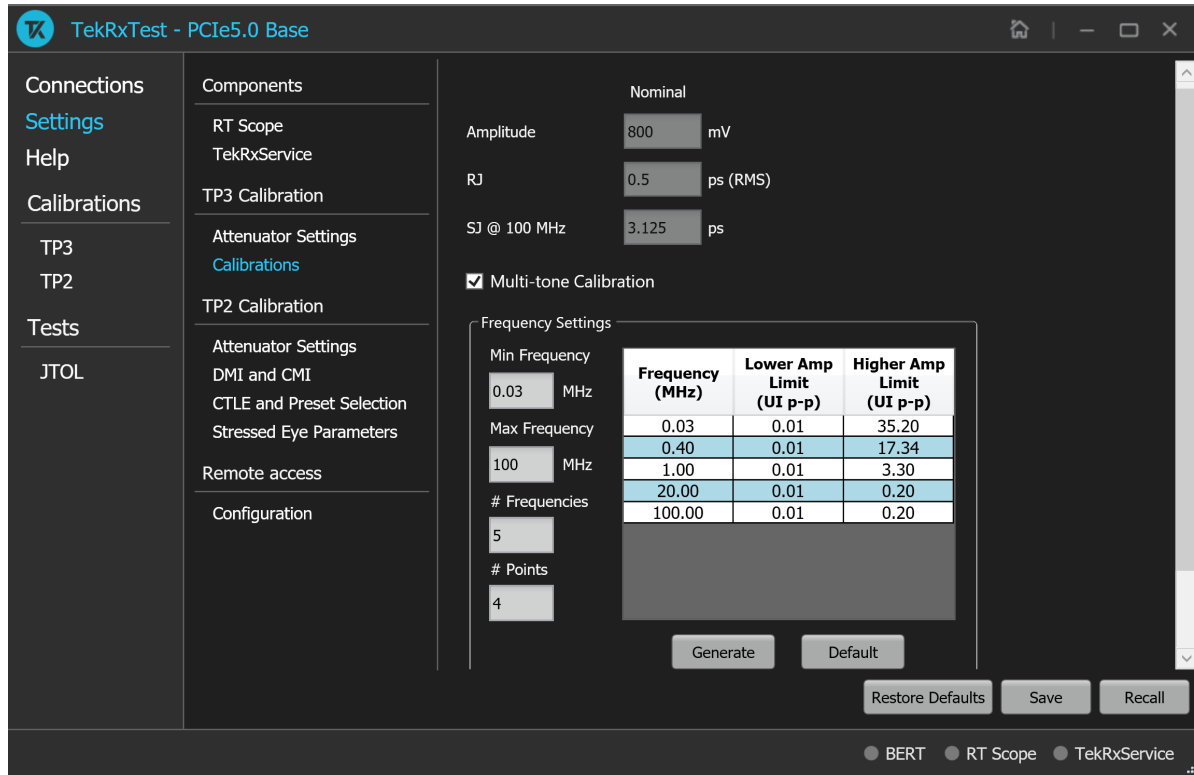 TekRxTest - PCIe5.0 Base
Connections
Settings
Help
Calibrations
TP3
TP2
Tests
JTOL
Components
RT Scope
TekRxService
TP3 Calibration
Attenuator Settings
Calibrations
TP2 Calibration
Attenuator Settings
DMI and CMI
CTLE and Preset Selection
Stressed Eye Parameters
Remote access
Configuration
Nominal
Amplitude 800 mV
RJ 0.5 ps (RMS)
SJ @ 100 MHz 3.125 ps
Multi-tone Calibration
Frequency Settings
Min Frequency
0.03 MHz
Max Frequency
100 MHz
# Frequencies
5
# Points
4
Frequency (MHz) Lower Amp Limit (UI p-p) Higher Amp Limit (UI p-p)
0.03 0.01 35.20
0.40 0.01 17.34
1.00 0.01 3.30
20.00 0.01 0.20
100.00 0.01 0.20
Generate Default
Restore Defaults Save Recall
BERT RT Scope TekRxService